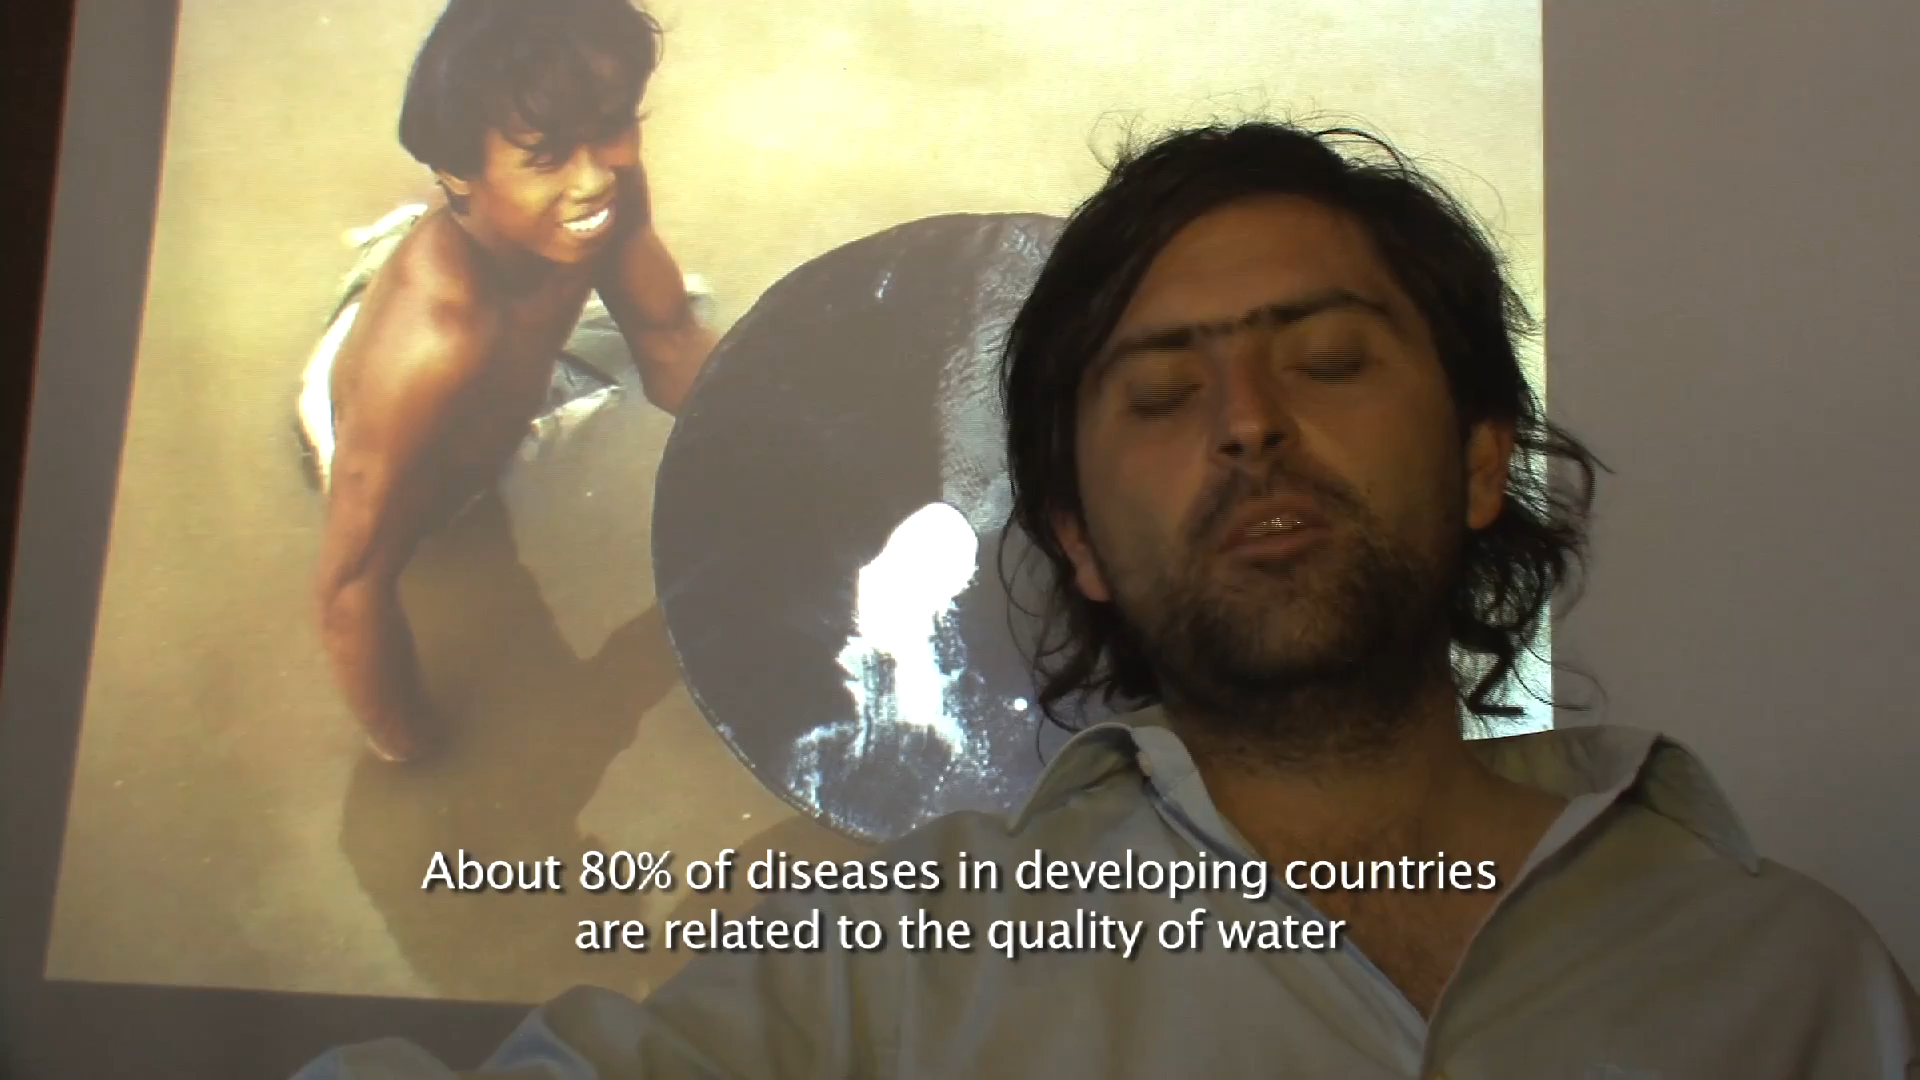 About 80% of diseases in developing countries
are related to the quality of water